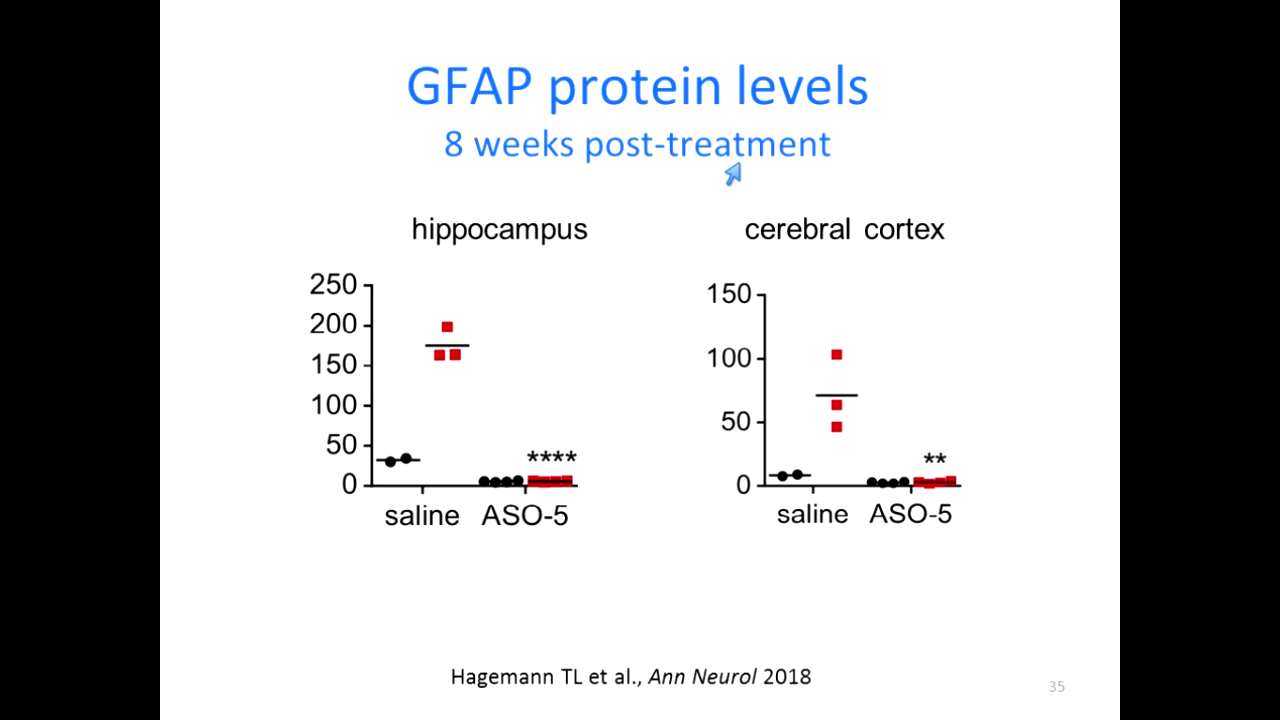 GFAP protein levels
8 weeks post-treatment
hippocampus
250
200
150
100
50
0
****
saline ASO-5
cerebral cortex
150
100
50
0
**
saline ASO-5
Hagemann TL et al., Ann Neurol 2018
35